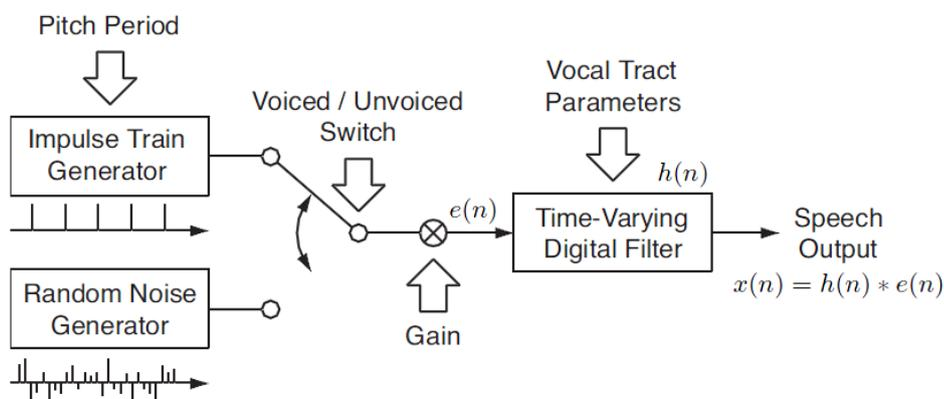 Pitch Period
Impulse Train
Generator
Voiced / Unvoiced
Switch
Vocal Tract
Parameters
h(n)
e(n)
Time-Varying
Digital Filter
Speech
Output
x(n) = h(n) ∗ e(n)
Random Noise
Generator
Gain